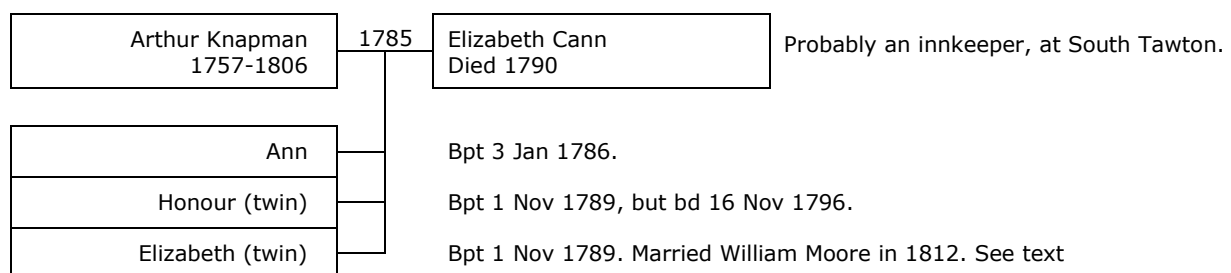 Arthur Knapman
1757-1806
1785
Elizabeth Cann
Died 1790
Probably an innkeeper, at South Tawton.
Ann
Bpt 3 Jan 1786.
Honour (twin)
Bpt 1 Nov 1789, but bd 16 Nov 1796.
Elizabeth (twin)
Bpt 1 Nov 1789. Married William Moore in 1812. See text